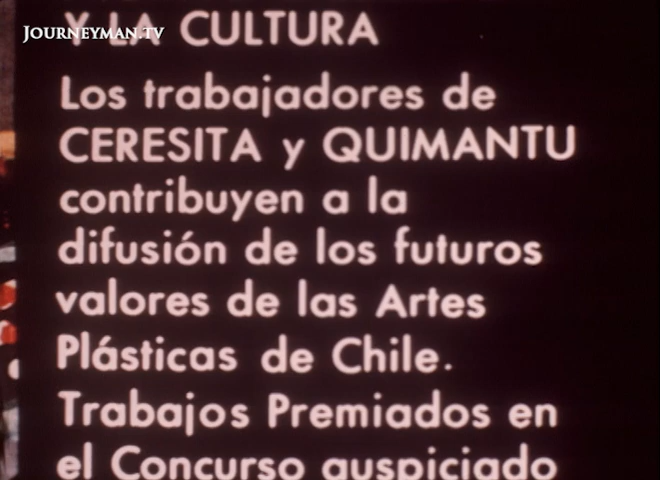 JOURNEYMAN.TV
Y LA CULTURA
Los trabajadores de
CERESITA y QUIMANTU
contribuyen a la
difusión de los futuros
valores de las Artes
Plásticas de Chile.
Trabajos Premiados en
el Concurso auspiciado